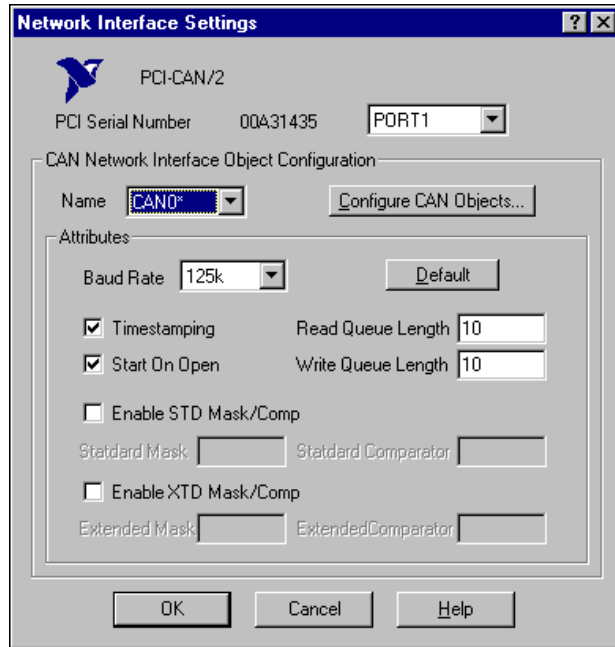 Network Interface Settings
PCI-CAN/2
PCI Serial Number 00A31435 PORT1
CAN Network Interface Object Configuration
Name CAN0* Configure CAN Objects...
Attributes
Baud Rate 125k Default
Timestamping Read Queue Length 10
Start On Open Write Queue Length 10
Enable STD Mask/Comp
Statdard Mask Statdard Comparator
Enable XTD Mask/Comp
Extended Mask ExtendedComparator
OK Cancel Help